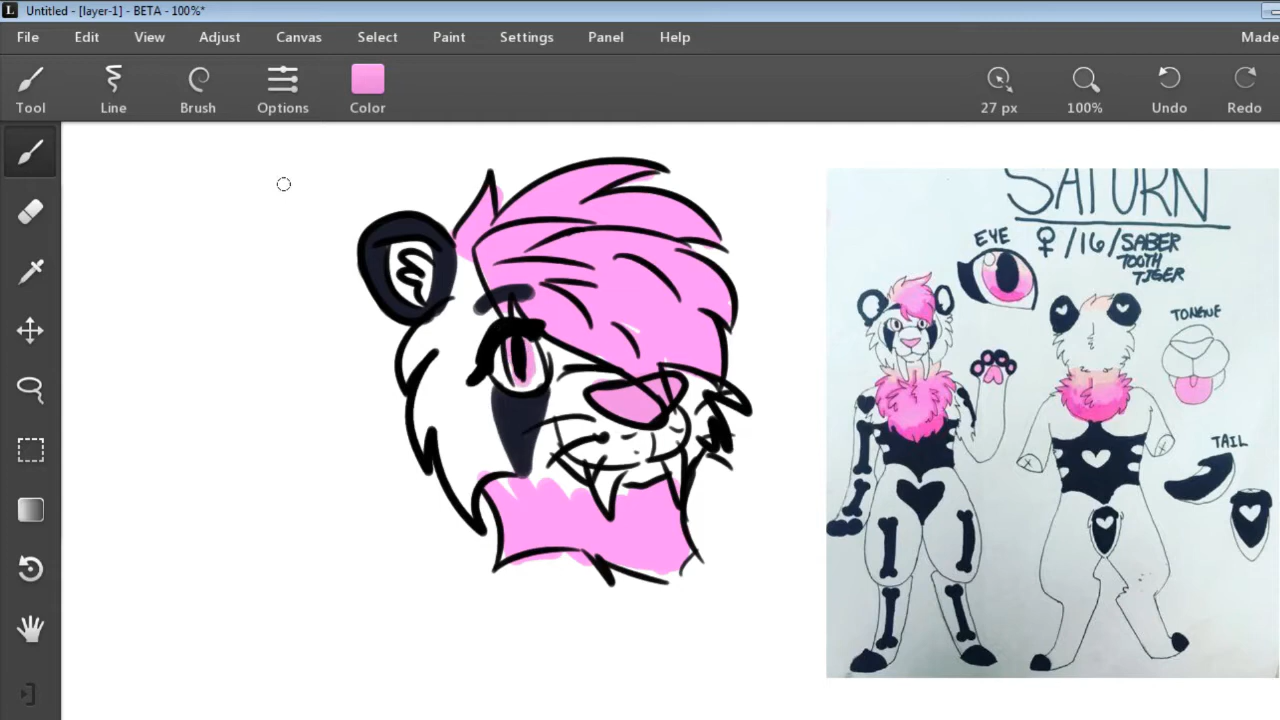 L Untitled - [layer-1] - BETA - 100%*
File Edit View Adjust Canvas Select Paint Settings Panel Help Made
Tool Line Brush Options Color 27 px 100% Undo Redo
SATURN
EYE
♀/16/SABER
TOOTH
TIGER
TONGUE
TAIL